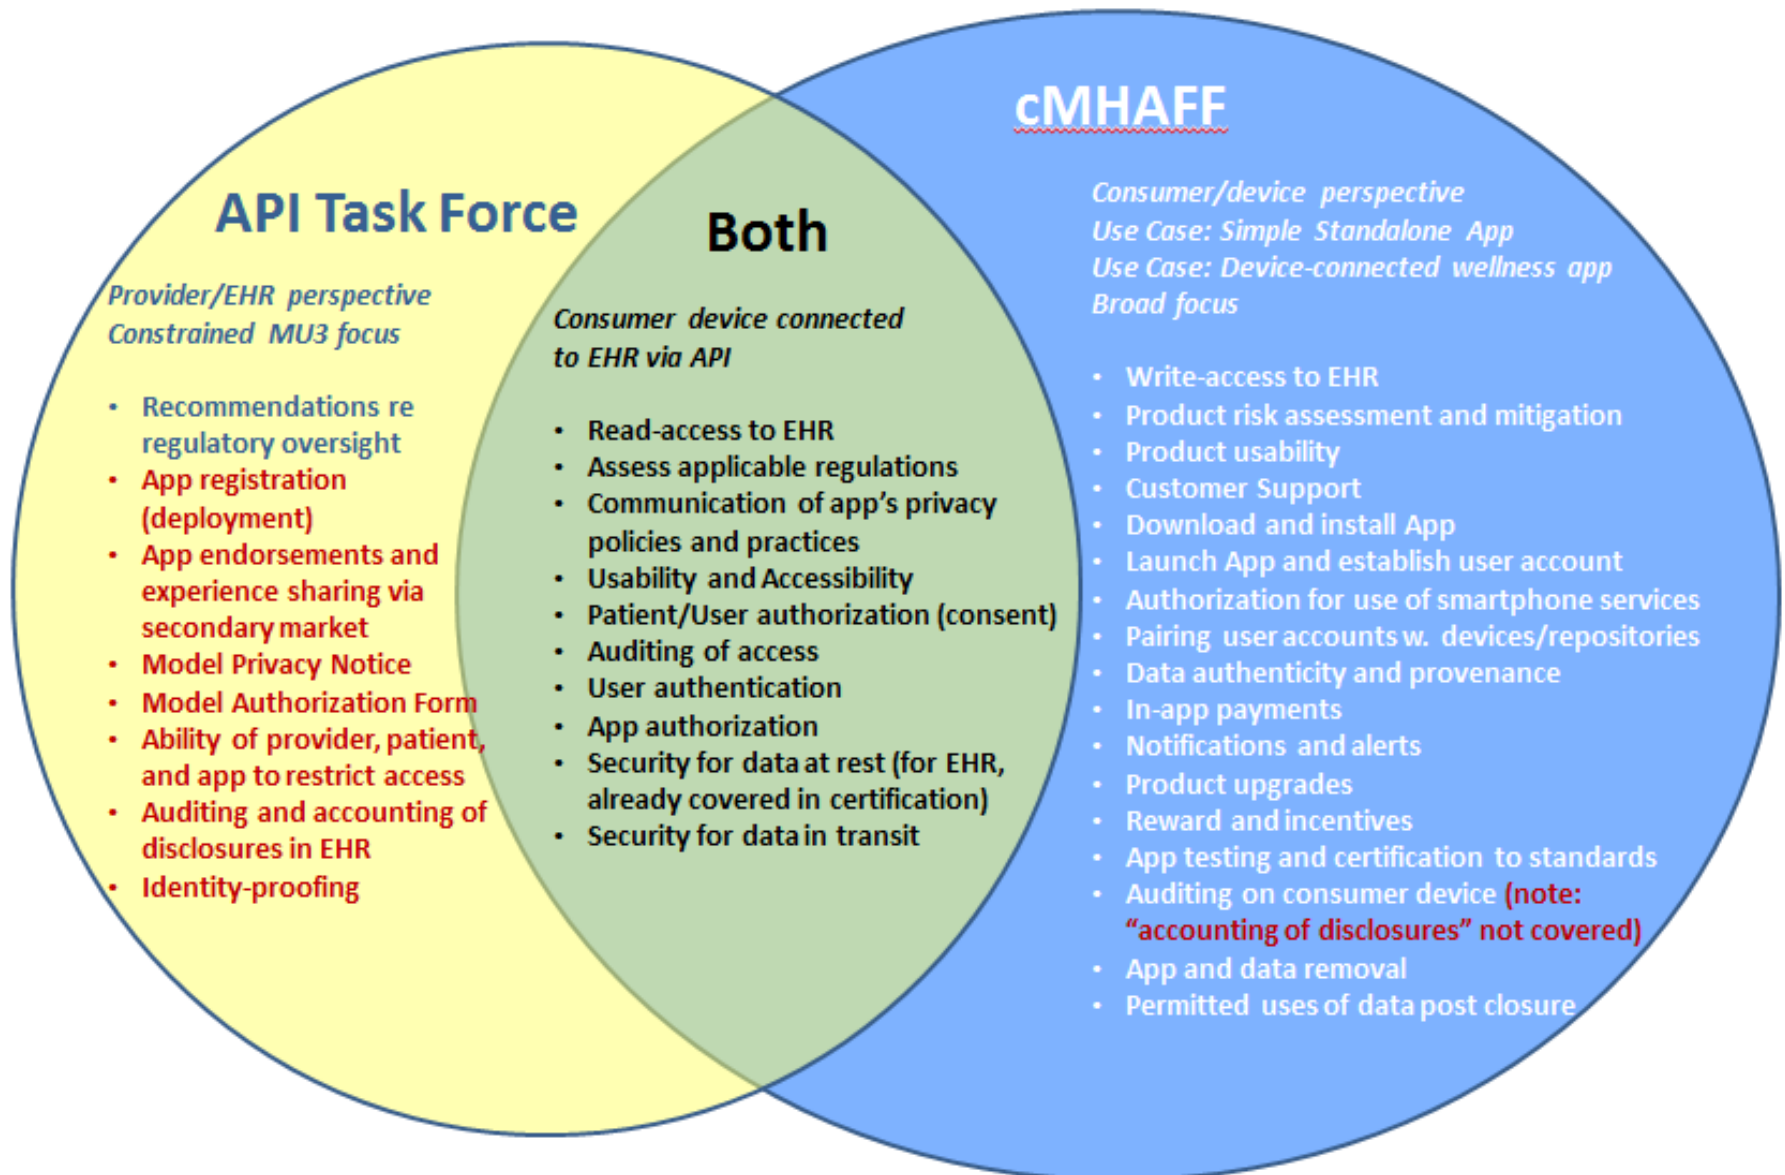 API Task Force
Provider/EHR perspective
Constrained MU3 focus
• Recommendations re
regulatory oversight
• App registration
(deployment)
• App endorsements and
experience sharing via
secondary market
• Model Privacy Notice
• Model Authorization Form
• Ability of provider, patient,
and app to restrict access
• Auditing and accounting of
disclosures in EHR
• Identity-proofing
Both
Consumer device connected
to EHR via API
• Read-access to EHR
• Assess applicable regulations
• Communication of app’s privacy
policies and practices
• Usability and Accessibility
• Patient/User authorization (consent)
• Auditing of access
• User authentication
• App authorization
• Security for data at rest (for EHR,
already covered in certification)
• Security for data in transit
cMHAFF
Consumer/device perspective
Use Case: Simple Standalone App
Use Case: Device-connected wellness app
Broad focus
• Write-access to EHR
• Product risk assessment and mitigation
• Product usability
• Customer Support
• Download and install App
• Launch App and establish user account
• Authorization for use of smartphone services
• Pairing user accounts w. devices/repositories
• Data authenticity and provenance
• In-app payments
• Notifications and alerts
• Product upgrades
• Reward and incentives
• App testing and certification to standards
• Auditing on consumer device (note:
“accounting of disclosures” not covered)
• App and data removal
• Permitted uses of data post closure